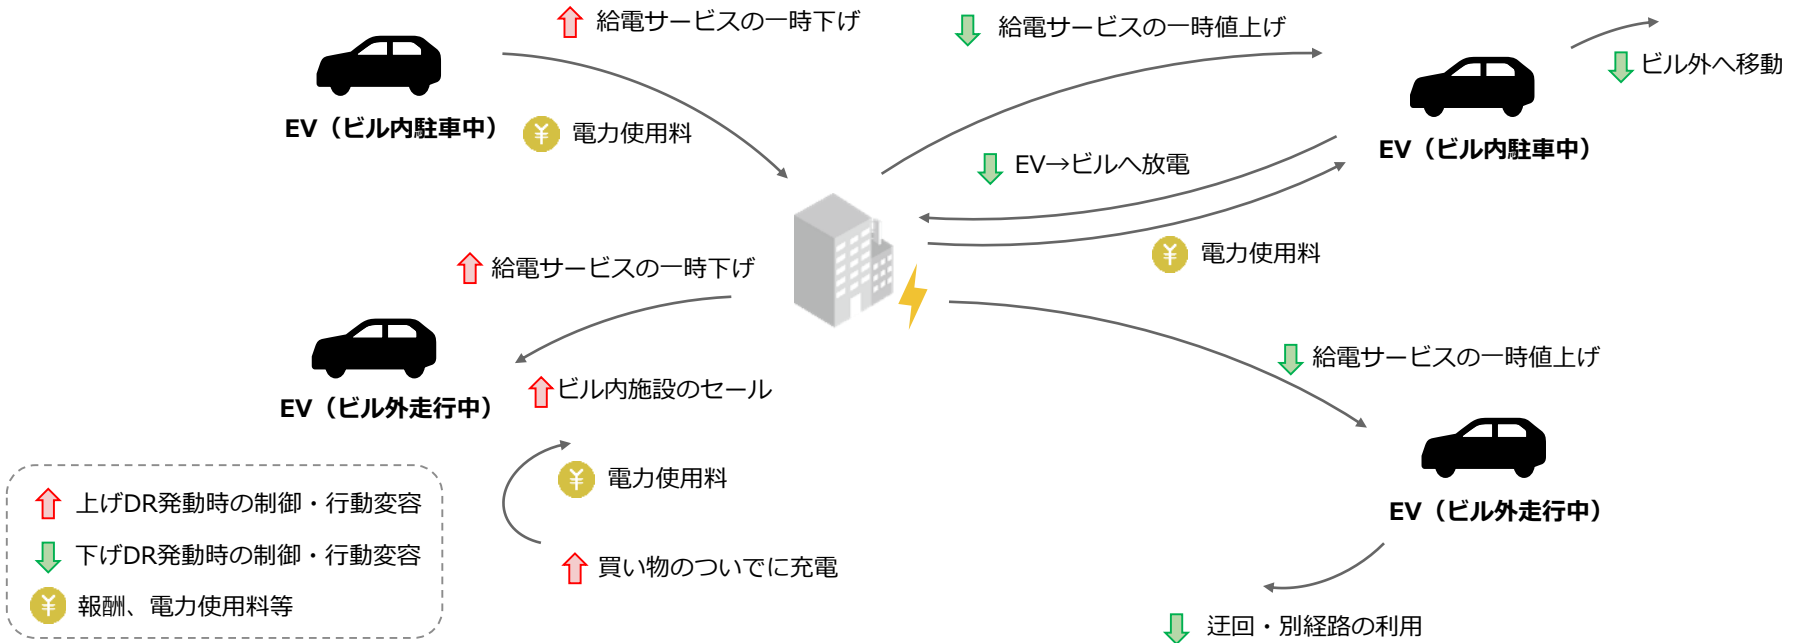 給電サービスの一時下げ
給電サービスの一時値上げ
ビル外へ移動
EV（ビル内駐車中）
電力使用料
EV（ビル内駐車中）
EV→ビルへ放電
電力使用料
給電サービスの一時下げ
給電サービスの一時値上げ
EV（ビル外走行中）
ビル内施設のセール
電力使用料
EV（ビル外走行中）
買い物のついでに充電
迂回・別経路の利用
上げDR発動時の制御・行動変容
下げDR発動時の制御・行動変容
報酬、電力使用料等